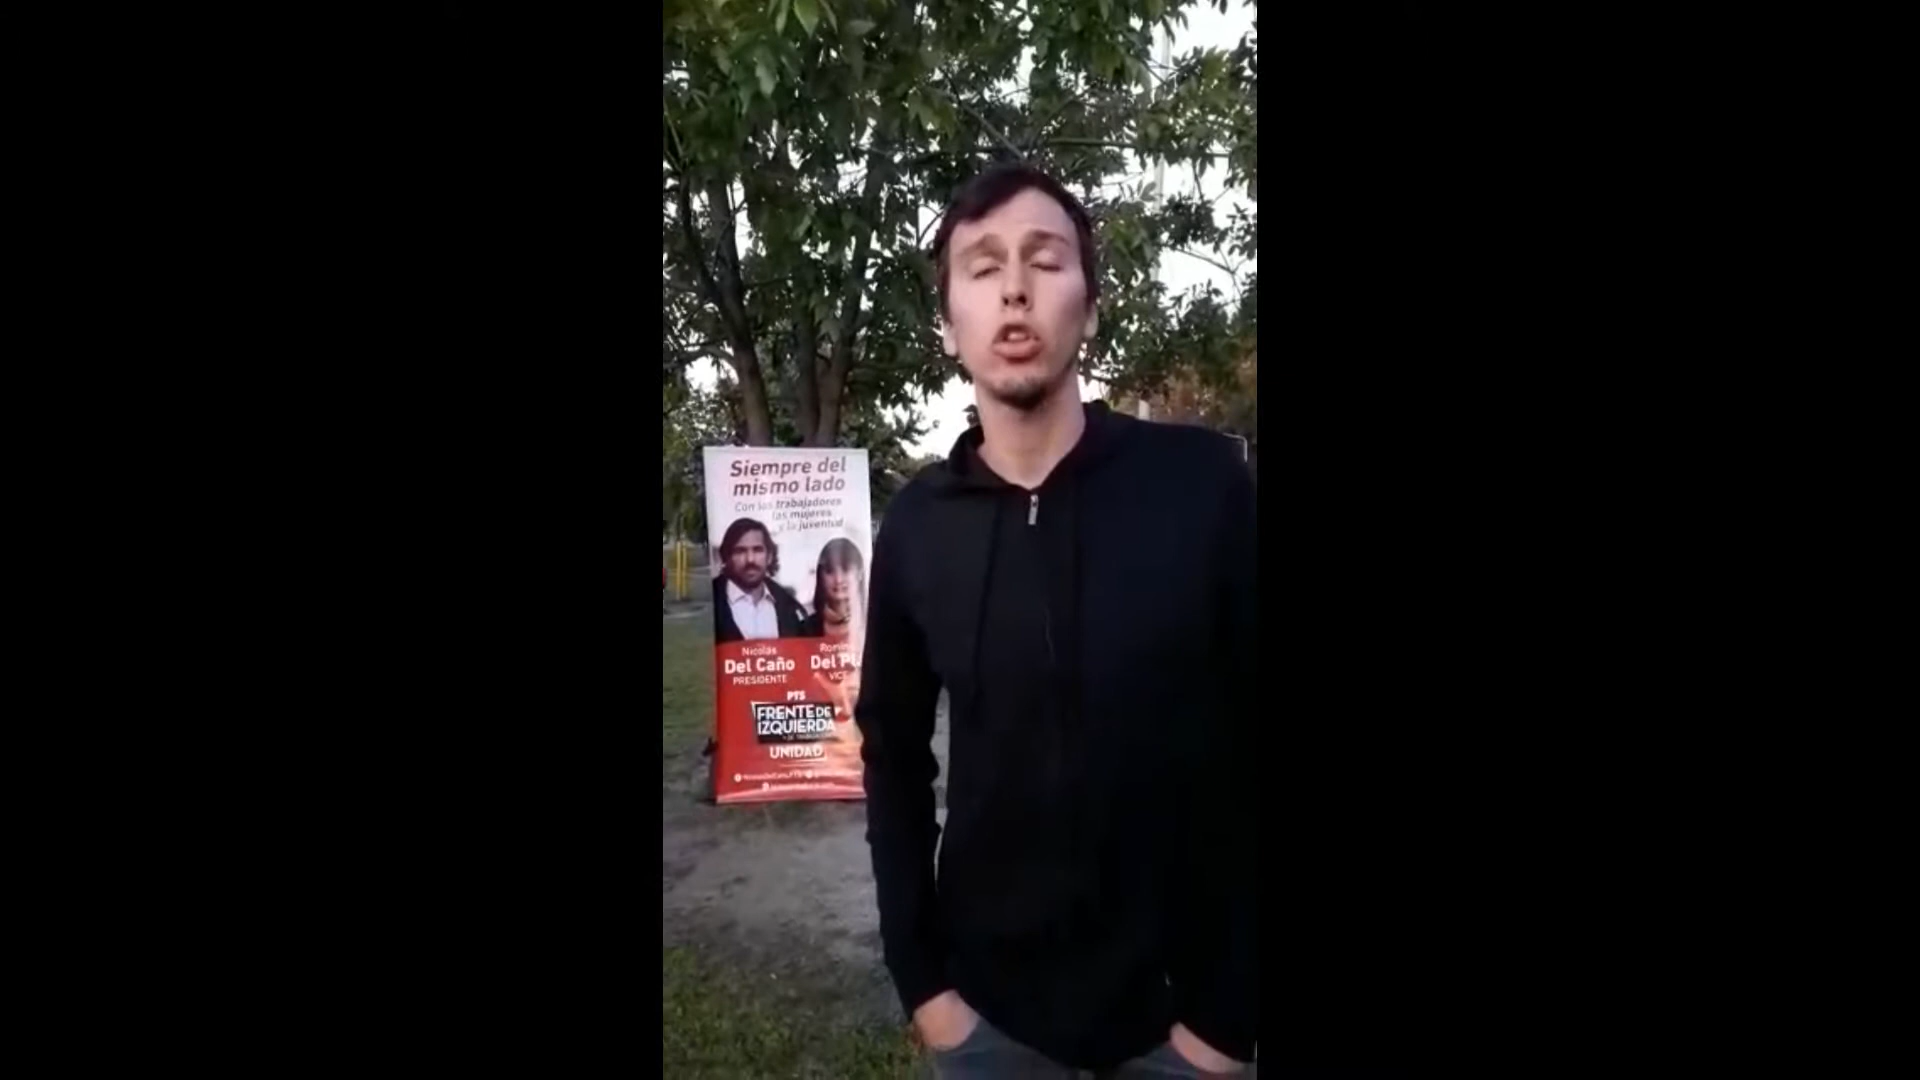 Siempre del
mismo lado
Con los trabajadores
las mujeres
y la juventud
Nicolás
Del Caño
PRESIDENTE
Del
PTS
FRENTE DE
IZQUIERDA
UNIDAD